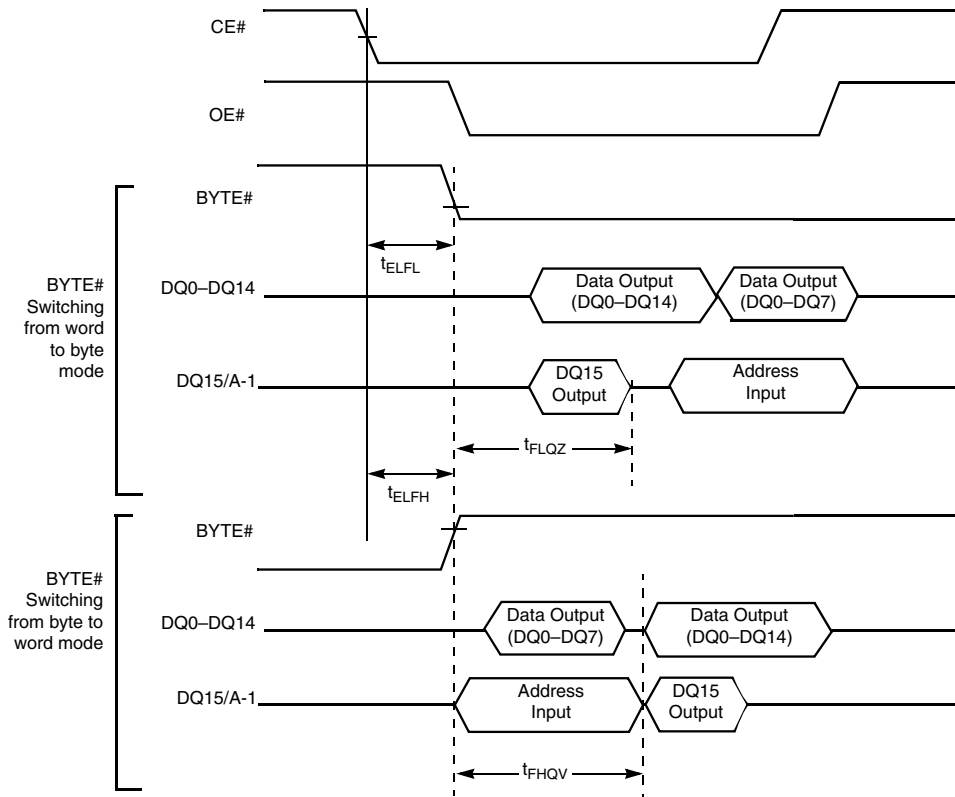 CE#
OE#
BYTE#
tELFL
BYTE#
Switching
from word
to byte
mode
DQ0–DQ14
Data Output
(DQ0–DQ14)
Data Output
(DQ0–DQ7)
DQ15/A-1
DQ15
Output
Address
Input
tFLQZ
tELFH
BYTE#
BYTE#
Switching
from byte to
word mode
DQ0–DQ14
Data Output
(DQ0–DQ7)
Data Output
(DQ0–DQ14)
DQ15/A-1
Address
Input
DQ15
Output
tFHQV